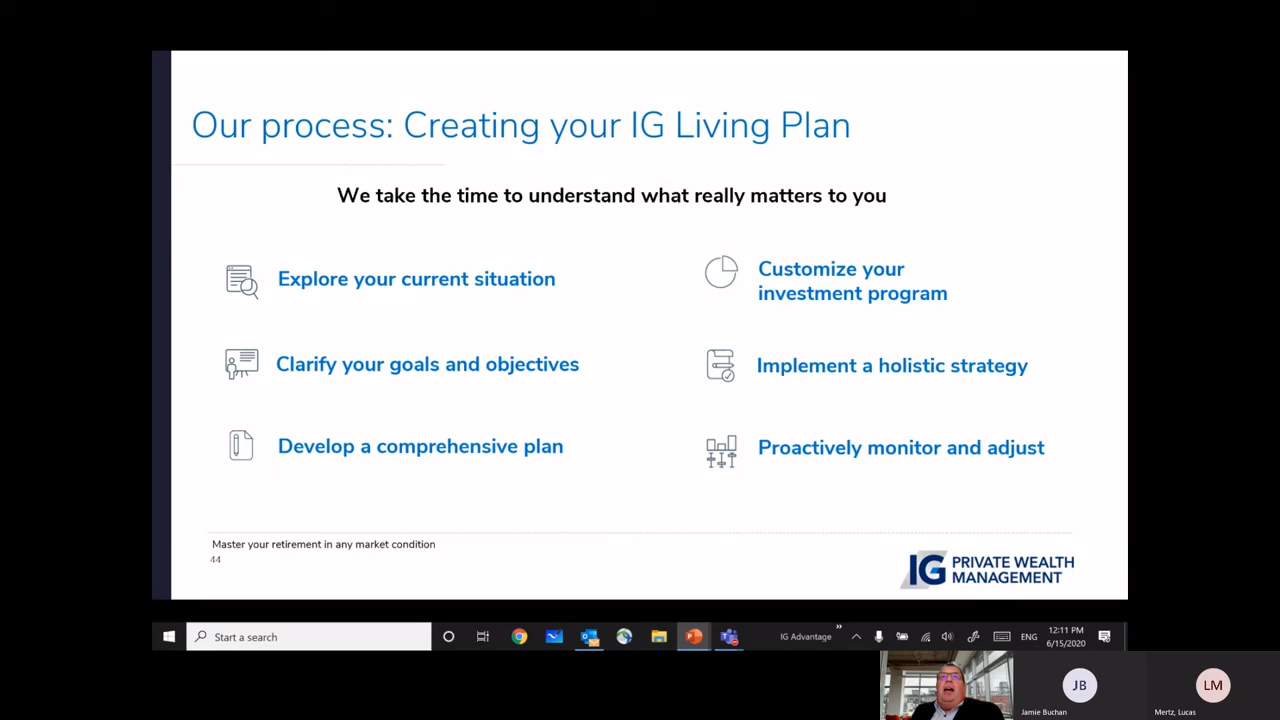 Our process: Creating your IG Living Plan
We take the time to understand what really matters to you
Explore your current situation
Clarify your goals and objectives
Develop a comprehensive plan
Customize your
investment program
Implement a holistic strategy
Proactively monitor and adjust
Master your retirement in any market condition
44
IG PRIVATE WEALTH
MANAGEMENT
Start a search
IG Advantage
»
ENG
12:11 PM
6/15/2020
JB
LM
Jamie Buchan
Mertz, Lucas